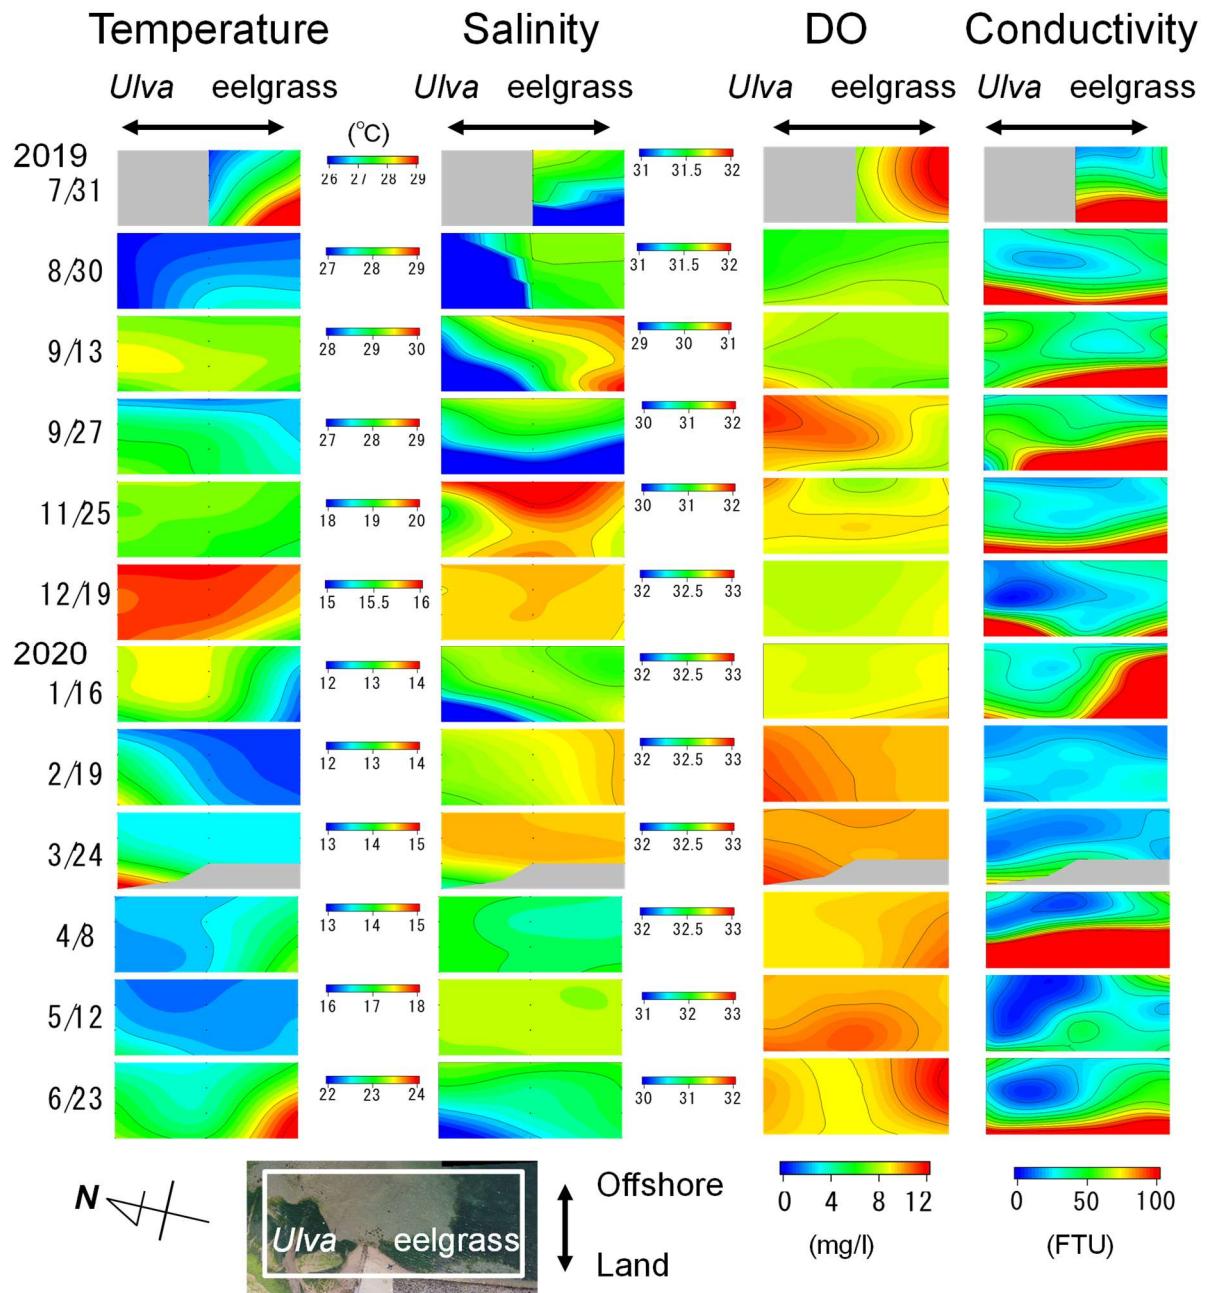 Temperature Salinity DO Conductivity
Ulva eelgrass Ulva eelgrass Ulva eelgrass Ulva eelgrass
(°C)
2019
7/31 26 27 28 29 31 31.5 32
8/30 27 28 29 31 31.5 32
9/13 28 29 30 29 30 31
9/27 27 28 29 30 31 32
11/25 18 19 20 30 31 32
12/19 15 15.5 16 32 32.5 33
2020
1/16 12 13 14 32 32.5 33
2/19 12 13 14 32 32.5 33
3/24 13 14 15 32 32.5 33
4/8 13 14 15 32 32.5 33
5/12 16 17 18 31 32 33
6/23 22 23 24 30 31 32
N Ulva eelgrass Offshore
Land
0 4 8 12 0 50 100
(mg/l) (FTU)